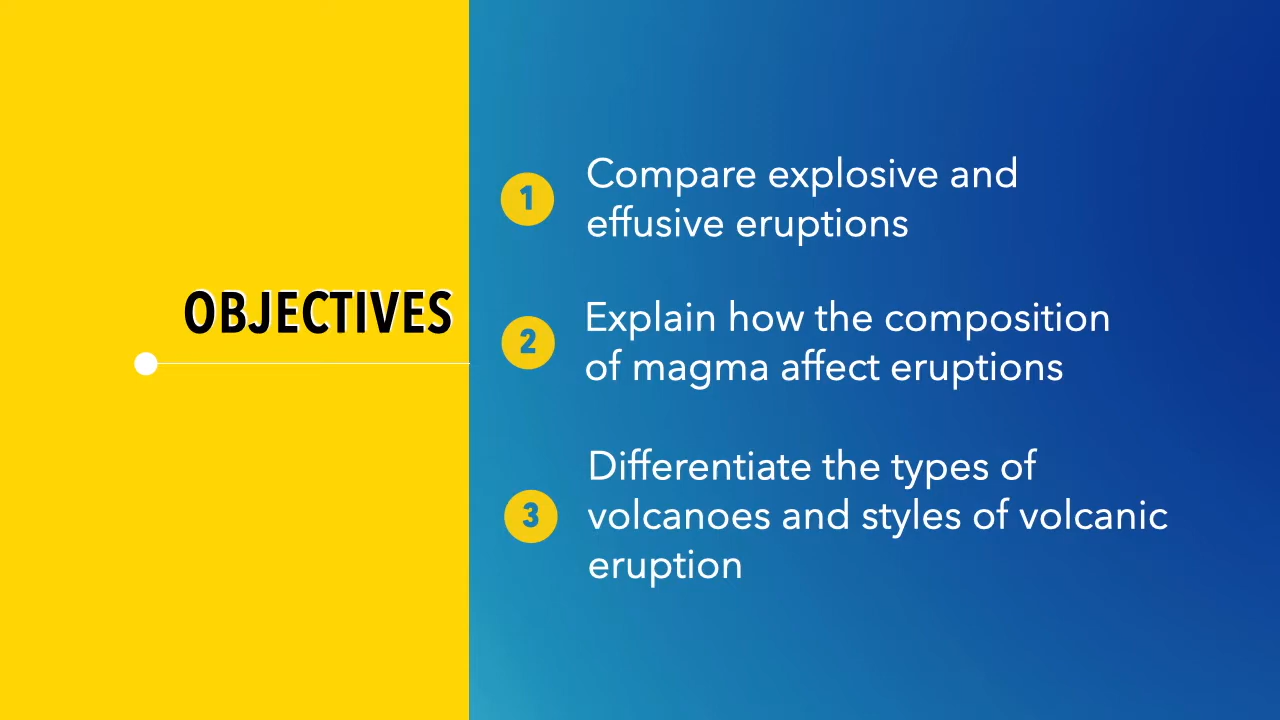 OBJECTIVES
1
Compare explosive and
effusive eruptions
2
Explain how the composition
of magma affect eruptions
3
Differentiate the types of
volcanoes and styles of volcanic
eruption